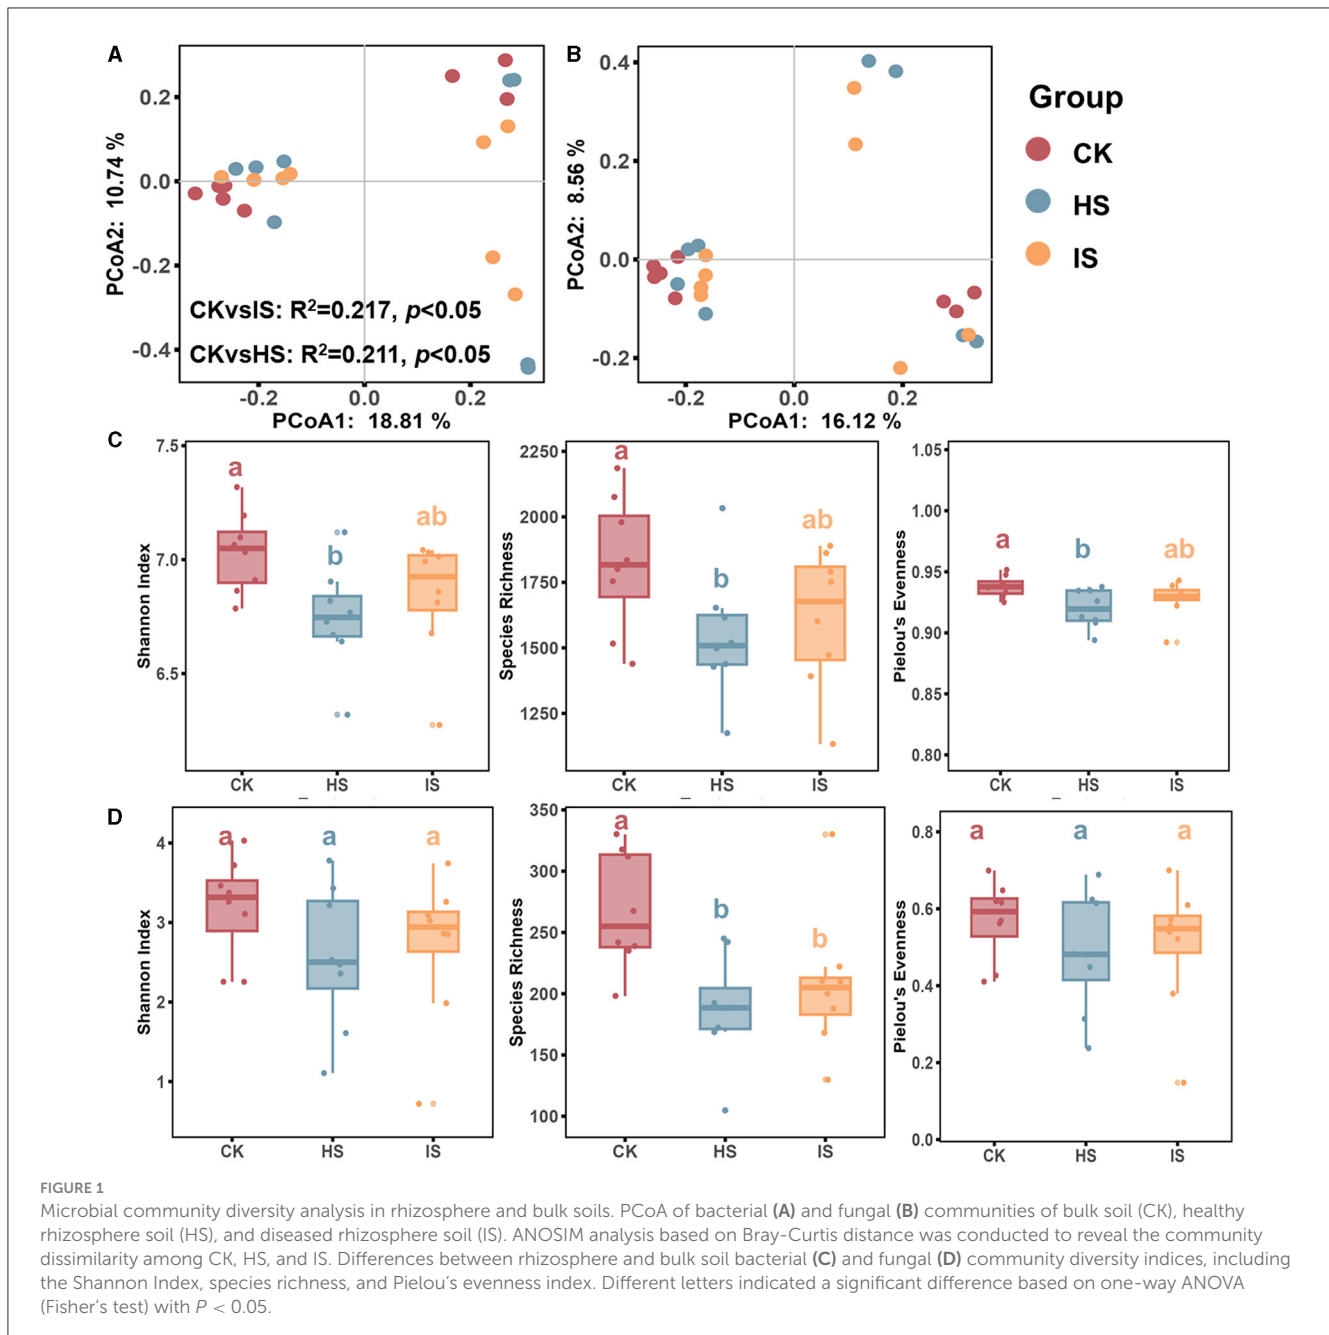 A
B
0.2
0.0
-0.2
-0.4
PCoA2: 10.74 %
CKvsIS: R²=0.217, p<0.05
CKvsHS: R²=0.211, p<0.05
-0.2 0.0 0.2
PCoA1: 18.81 %
0.4
0.2
0.0
-0.2
PCoA2: 8.56 %
-0.2 0.0 0.2
PCoA1: 16.12 %
Group
CK
HS
IS
C
7.5
7.0
6.5
Shannon Index
a
b
ab
CK HS IS
2250
2000
1750
1500
1250
Species Richness
a
b
ab
CK HS IS
1.05
1.00
0.95
0.90
0.85
0.80
Pielou's Evenness
a
b
ab
CK HS IS
D
4
3
2
1
Shannon Index
a
a
a
CK HS IS
350
300
250
200
150
100
Species Richness
a
b
b
CK HS IS
0.8
0.6
0.4
0.2
0.0
Pielou's Evenness
a
a
a
CK HS IS
FIGURE 1
Microbial community diversity analysis in rhizosphere and bulk soils. PCoA of bacterial (A) and fungal (B) communities of bulk soil (CK), healthy
rhizosphere soil (HS), and diseased rhizosphere soil (IS). ANOSIM analysis based on Bray-Curtis distance was conducted to reveal the community
dissimilarity among CK, HS, and IS. Differences between rhizosphere and bulk soil bacterial (C) and fungal (D) community diversity indices, including
the Shannon Index, species richness, and Pielou's evenness index. Different letters indicated a significant difference based on one-way ANOVA
(Fisher's test) with P < 0.05.